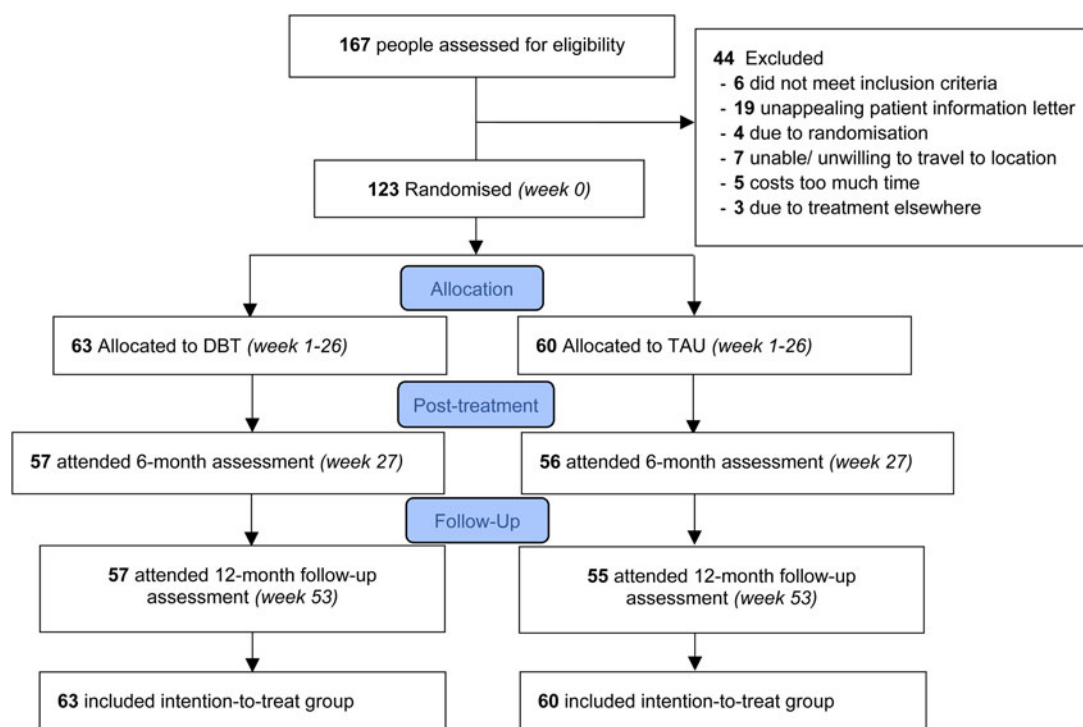 167 people assessed for eligibility
44 Excluded
- 6 did not meet inclusion criteria
- 19 unappealing patient information letter
- 4 due to randomisation
- 7 unable/ unwilling to travel to location
- 5 costs too much time
- 3 due to treatment elsewhere
123 Randomised (week 0)
Allocation
63 Allocated to DBT (week 1-26)
60 Allocated to TAU (week 1-26)
Post-treatment
57 attended 6-month assessment (week 27)
56 attended 6-month assessment (week 27)
Follow-Up
57 attended 12-month follow-up
assessment (week 53)
55 attended 12-month follow-up
assessment (week 53)
63 included intention-to-treat group
60 included intention-to-treat group